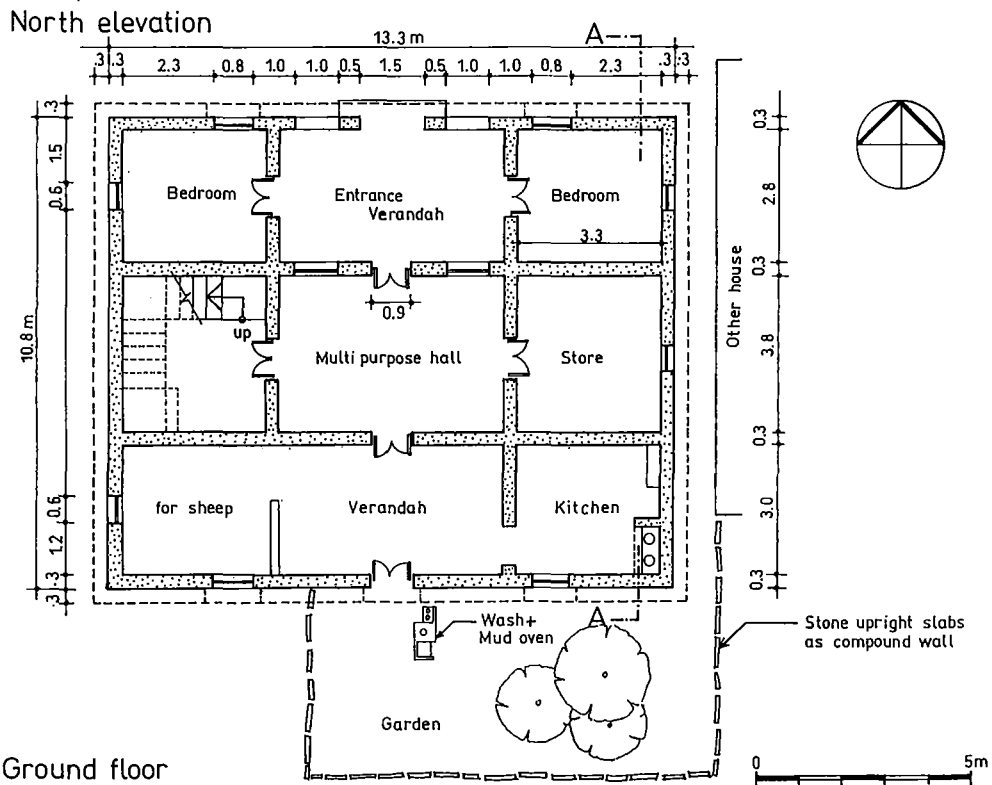 North elevation
13.3 m
A
.3 .3 2.3 0.8 1.0 1.0 0.5 1.5 0.5 1.0 1.0 0.8 2.3 .3 .3
.3
1.5
0.6
10.8 m
0.6
1.2
.3
.3
Bedroom
Entrance
Verandah
Bedroom
3.3
0.9
up
Multi purpose hall
Store
for sheep
Verandah
Kitchen
Other house
0.3
2.8
0.3
3.8
0.3
3.0
0.3
A
Wash+
Mud oven
Stone upright slabs
as compound wall
Garden
Ground floor
0 5m